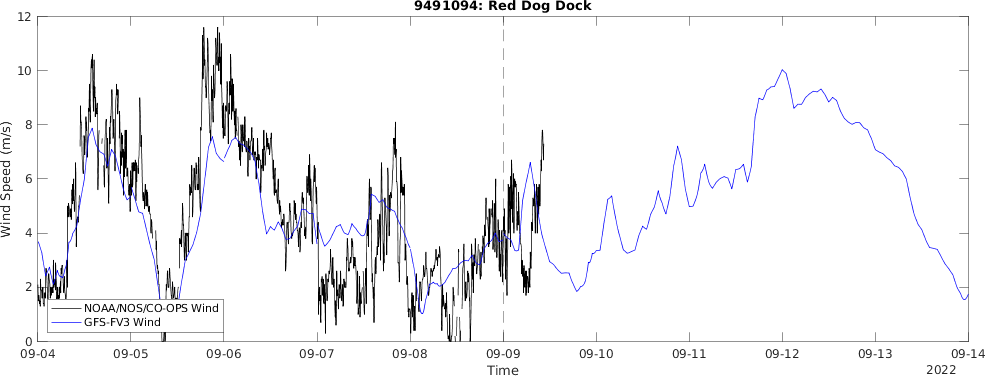 9491094: Red Dog Dock
Wind Speed (m/s)
12
10
8
6
4
2
0
NOAA/NOS/CO-OPS Wind
GFS-FV3 Wind
09-04 09-05 09-06 09-07 09-08 09-09 09-10 09-11 09-12 09-13 09-14
Time
2022